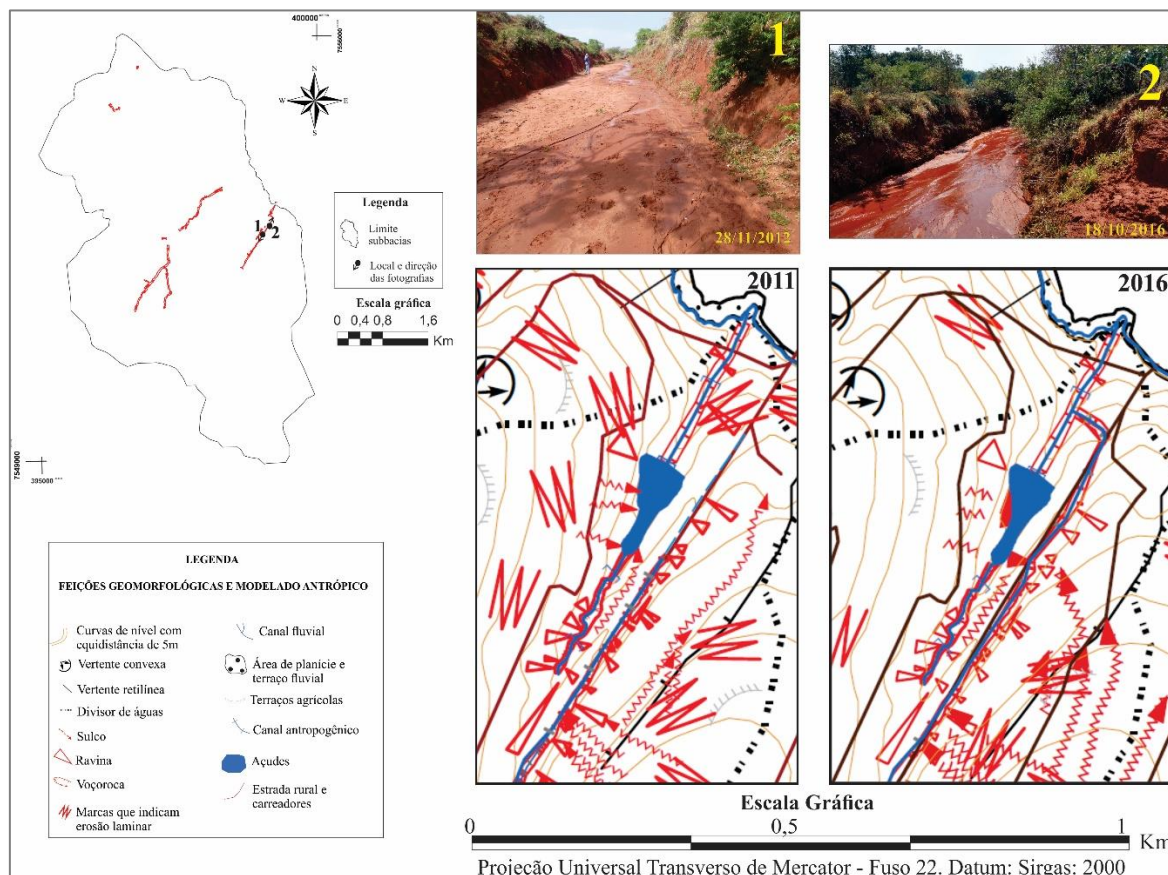 400000
7556000
N
W
E
S
1
2
Legenda
Limite
subbacias
Local e direção
das fotografias
Escala gráfica
0 0,4 0,8 1,6
Km
7549000
395000
1
28/11/2012
2
18/10/2016
2011
2016
LEGENDA
FEIÇÕES GEOMORFOLÓGICAS E MODELADO ANTRÓPICO
Curvas de nível com
equidistância de 5m
Vertente convexa
Vertente retilínea
Divisor de águas
Sulco
Ravina
Voçoroca
Marcas que indicam
erosão laminar
Canal fluvial
Área de planície e
terraço fluvial
Terraços agrícolas
Canal antropogênico
Açudes
Estrada rural e
carreadores
Escala Gráfica
0 0,5 1
Km
Projeção Universal Transverso de Mercator - Fuso 22. Datum: Sirgas: 2000